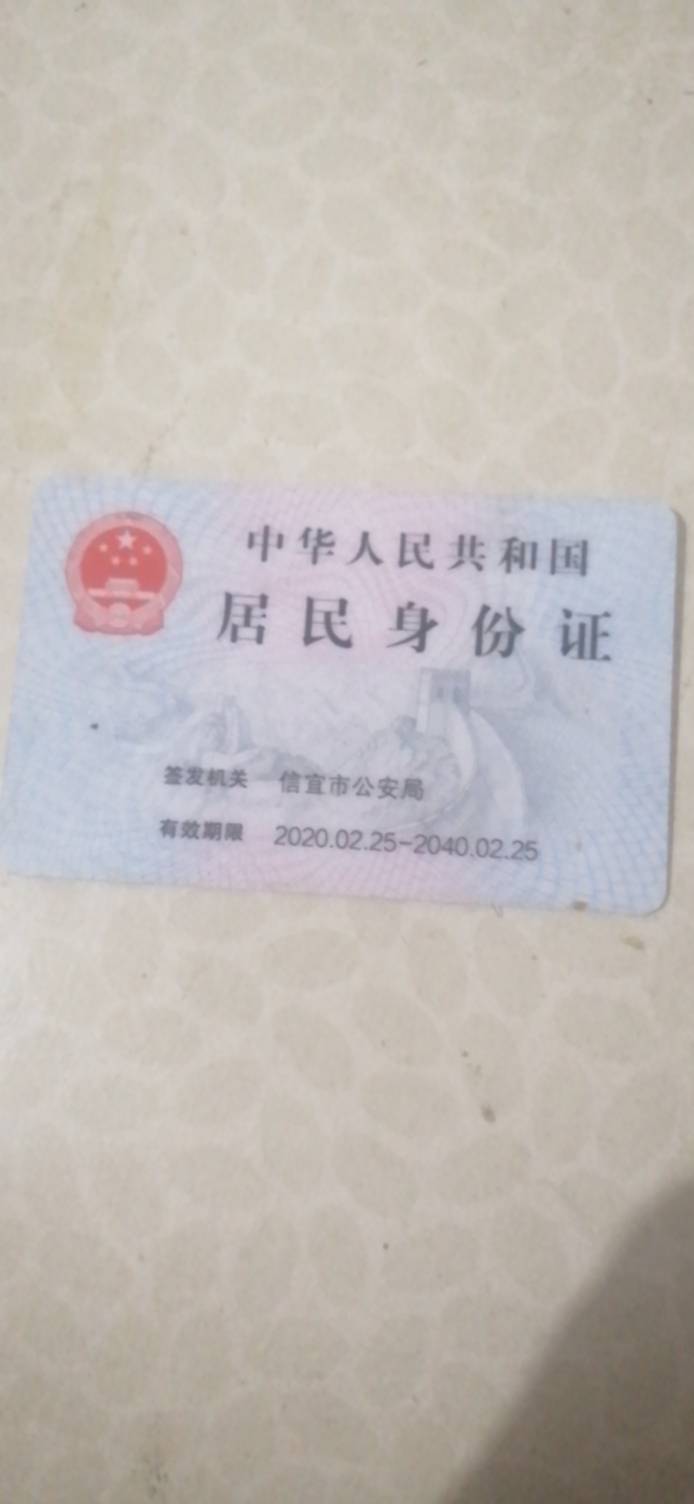 中华人民共和国
居民身份证
签发机关 信宜市公安局
有效期限 2020.02.25-2040.02.25